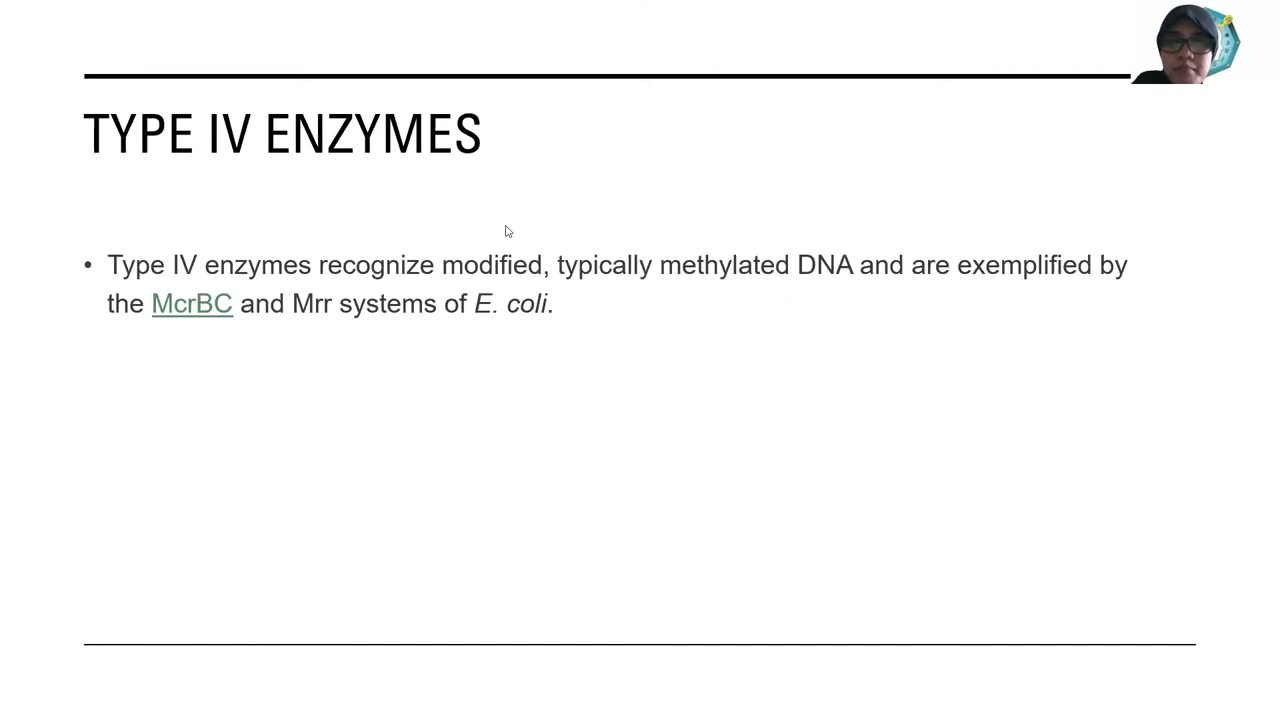 TYPE IV ENZYMES
• Type IV enzymes recognize modified, typically methylated DNA and are exemplified by
the McrBC and Mrr systems of E. coli.